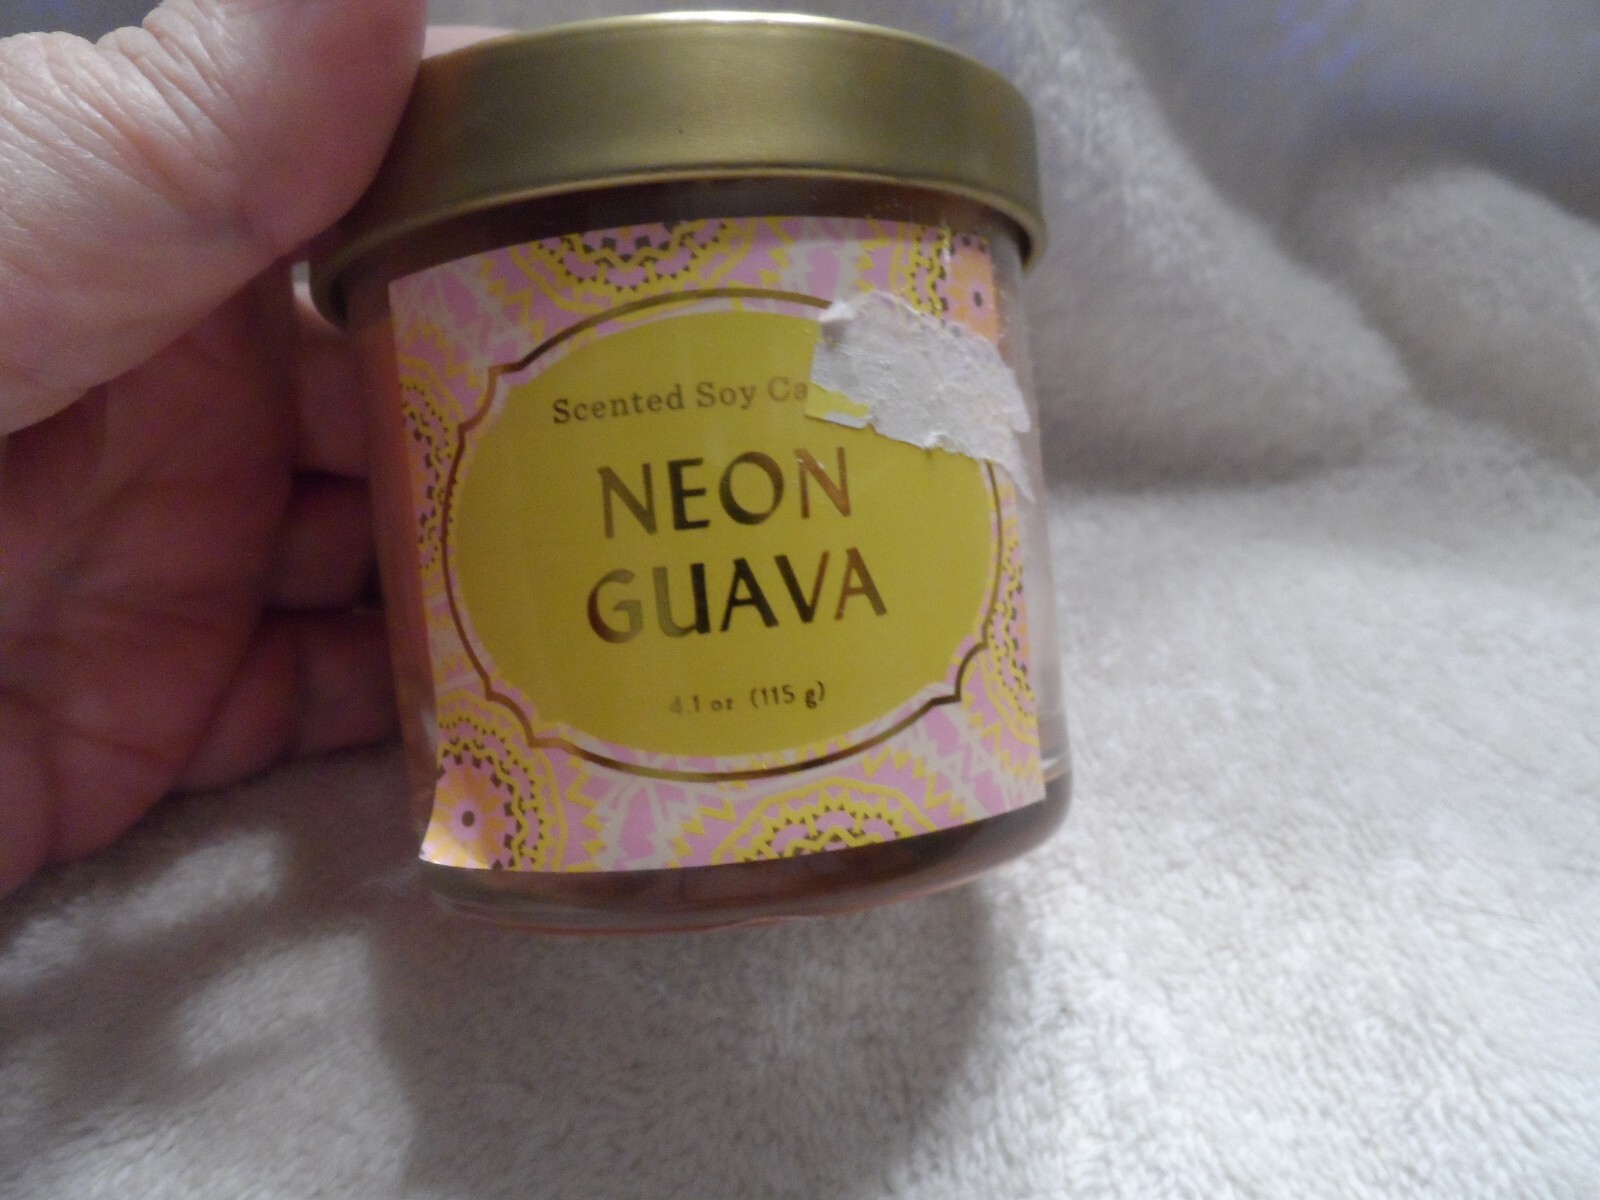 Scented Soy Ca
NEON
GUAVA
4.1 oz (115 g)